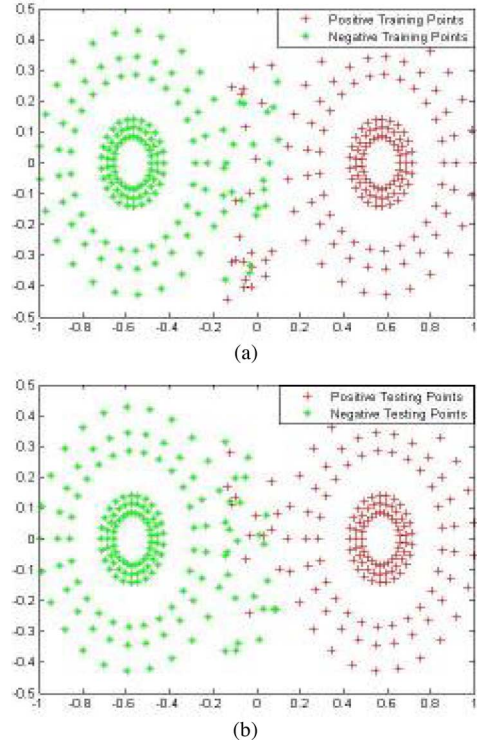 0.5
Positive Training Points
0.4
Negative Training Points
0.3
0.2
0.1
0
-0.1
-0.2
-0.3
-0.4
-0.5
-1 -0.8 -0.6 -0.4 -0.2 0 0.2 0.4 0.6 0.8 1
(a)
0.5
Positive Testing Points
0.4
Negative Testing Points
0.3
0.2
0.1
0
-0.1
-0.2
-0.3
-0.4
-0.5
-1 -0.8 -0.6 -0.4 -0.2 0 0.2 0.4 0.6 0.8 1
(b)